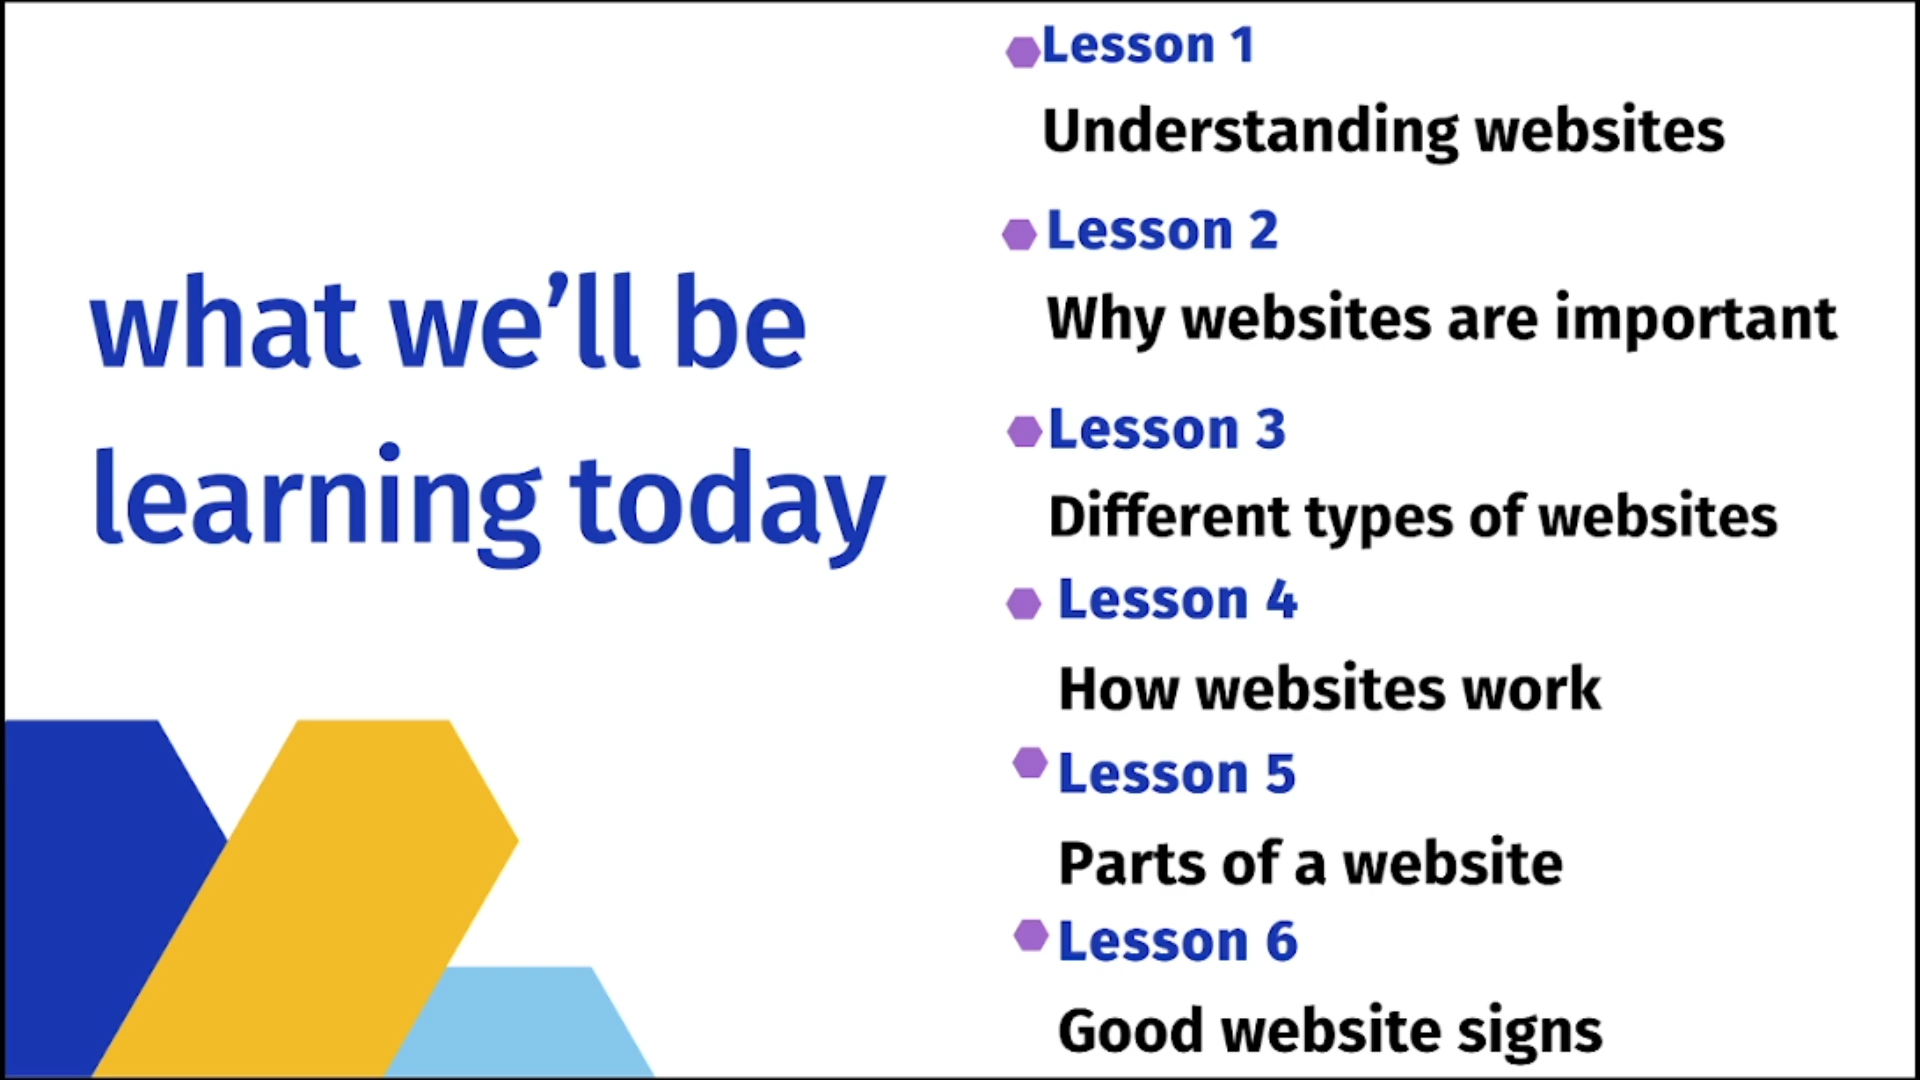 what we’ll be
learning today
Lesson 1
Understanding websites
Lesson 2
Why websites are important
Lesson 3
Different types of websites
Lesson 4
How websites work
Lesson 5
Parts of a website
Lesson 6
Good website signs